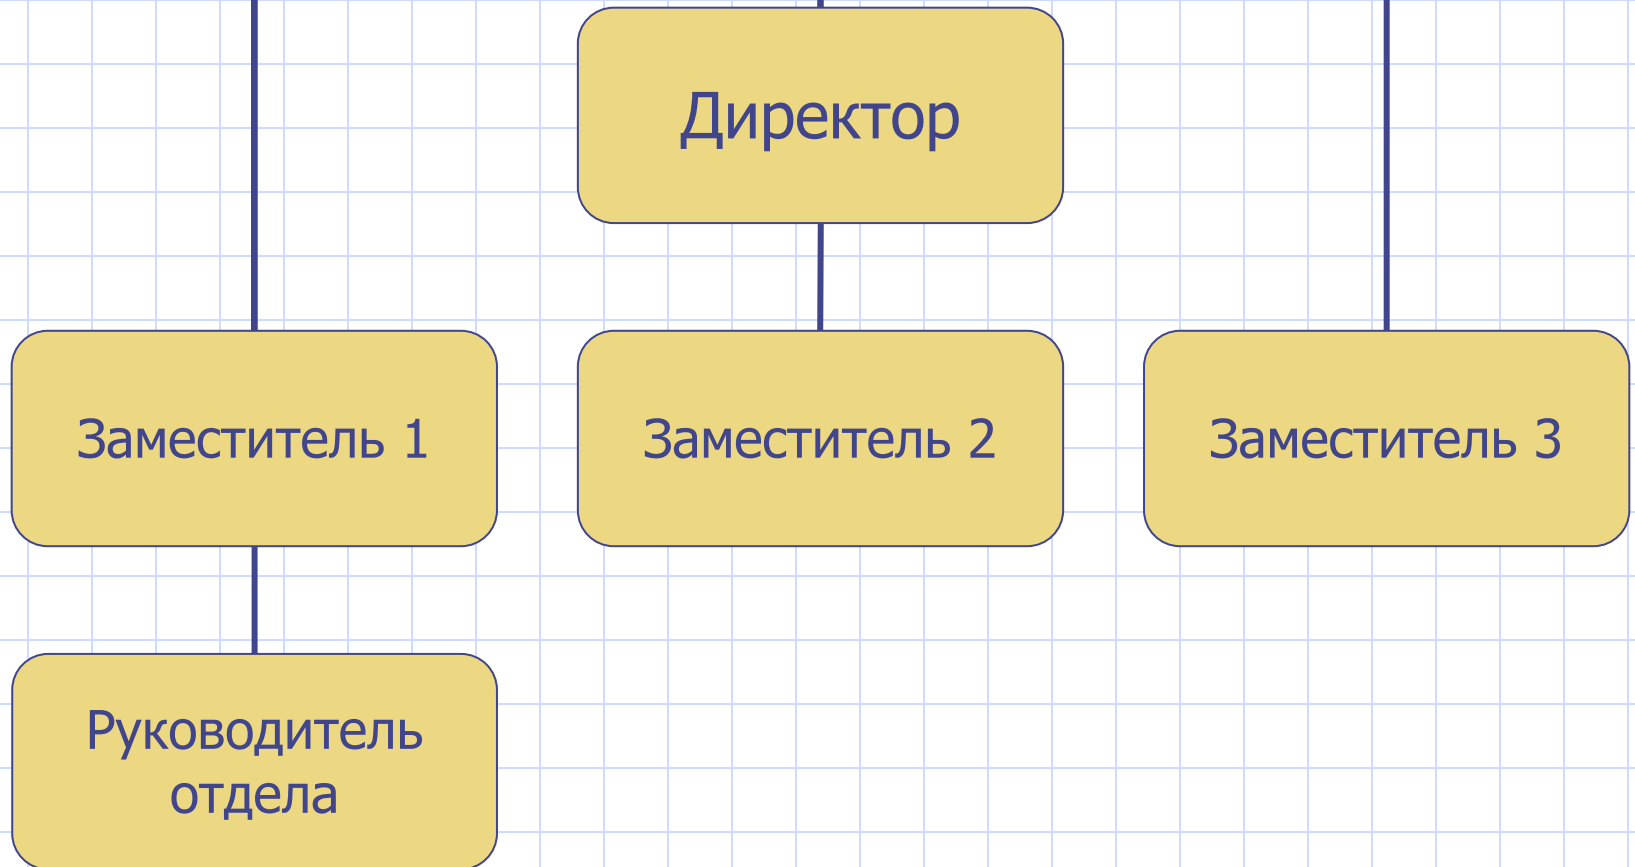 Директор
Заместитель 1
Заместитель 2
Заместитель 3
Руководитель
отдела